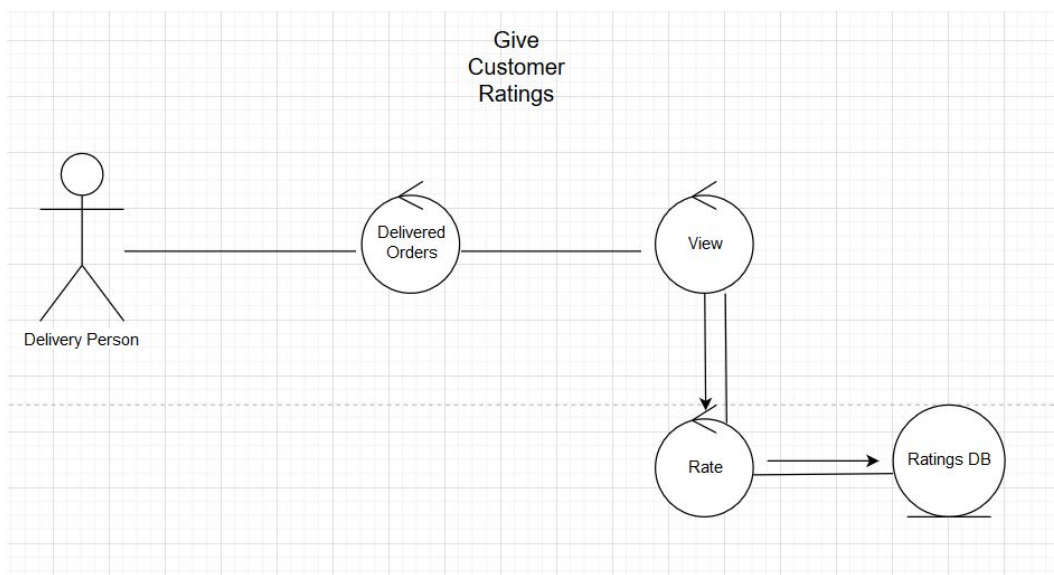 Give
Customer
Ratings
Delivered
Orders
View
Delivery Person
Rate
Ratings DB